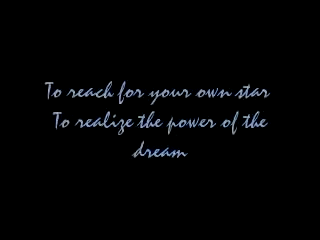 To reach for your own star
To realize the power of the
dream